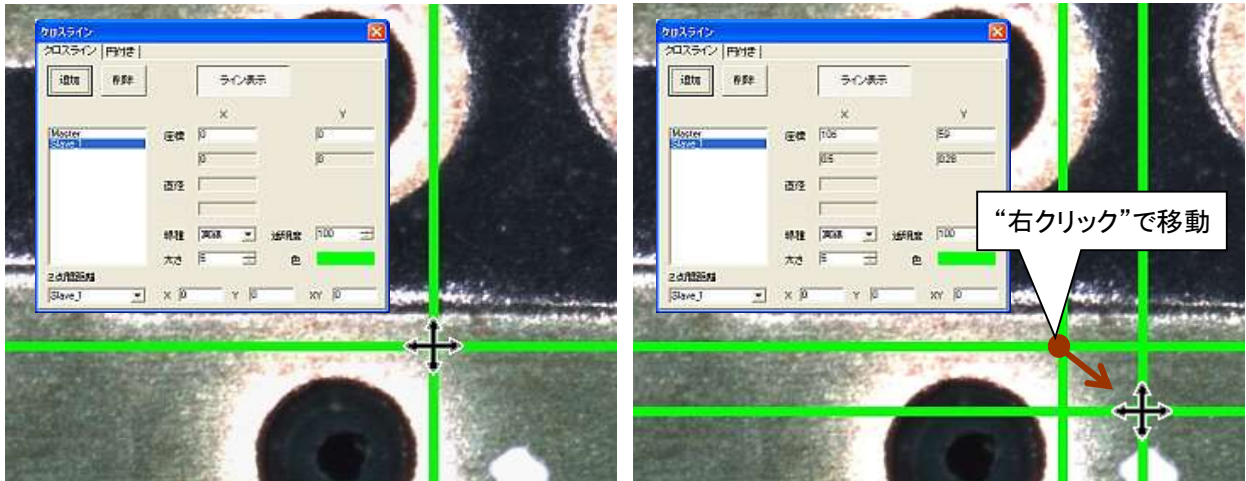 クロスライン
クロスライン 円付き
追加 削除 ライン表示
X Y
Master
Slave_1
座標 0 0
0 0
直径
線種 実線 透明度 100
太さ 5 色
2点間距離
Slave_1 X 0 Y 0 XY 0
クロスライン
クロスライン 円付き
追加 削除 ライン表示
X Y
Master
Slave_1
座標 106 59
0.5 0.28
直径
線種 実線 透明度 100
太さ 5 色
2点間距離
Slave_1 X 0 Y 0 XY 0
“右クリック”で移動